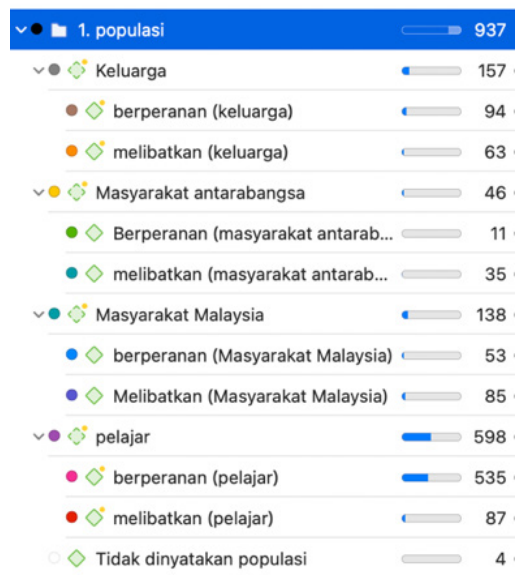 1. populasi 937
Keluarga 157
berperanan (keluarga) 94
melibatkan (keluarga) 63
Masyarakat antarabangsa 46
Berperanan (masyarakat antarab... 11
melibatkan (masyarakat antarab... 35
Masyarakat Malaysia 138
berperanan (Masyarakat Malaysia) 53
Melibatkan (Masyarakat Malaysia) 85
pelajar 598
berperanan (pelajar) 535
melibatkan (pelajar) 87
Tidak dinyatakan populasi 4